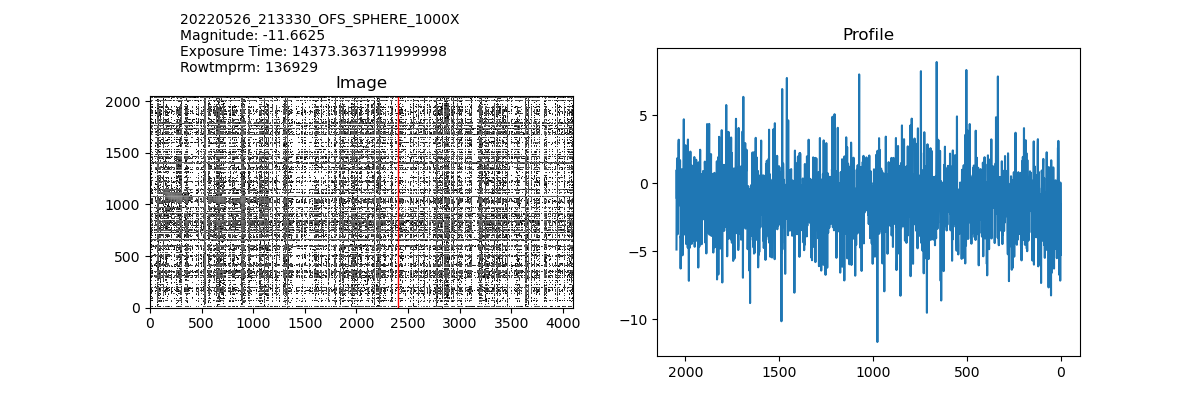 20220526_213330_OFS_SPHERE_1000X
Magnitude: -11.6625
Exposure Time: 14373.363711999998
Rowtmprm: 136929
Image
2000
1500
1000
500
0
0 500 1000 1500 2000 2500 3000 3500 4000
Profile
5
0
−5
−10
2000 1500 1000 500 0